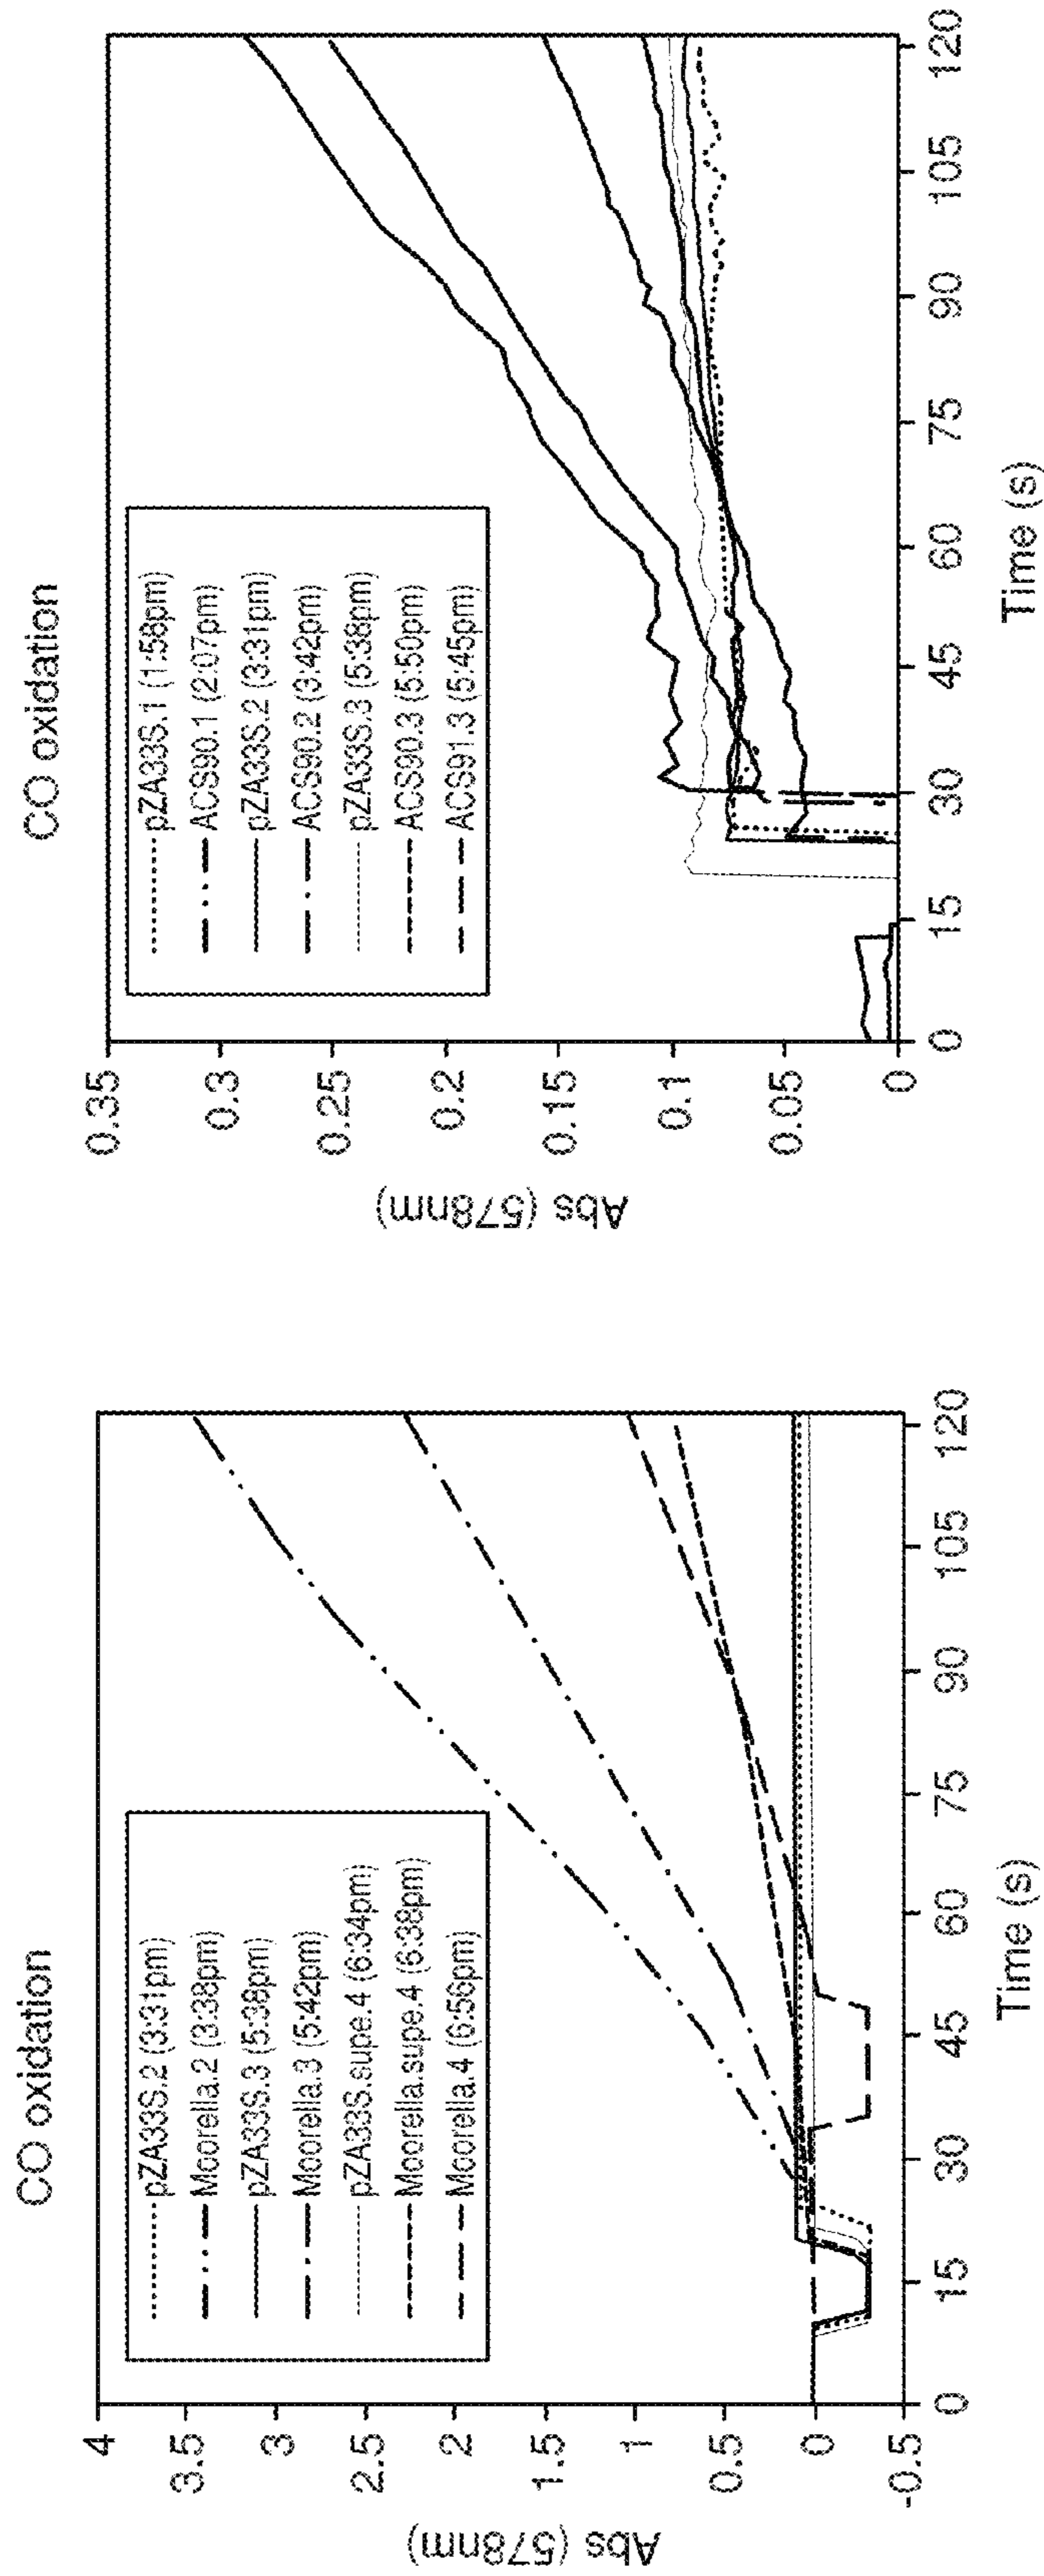 CO oxidation
Abs (578nm)
4
3.5
3
2.5
2
1.5
1
0.5
0
-0.5
pZA33S.2 (3:31pm)
Moorella.2 (3:38pm)
pZA33S.3 (5:38pm)
Moorella.3 (5:42pm)
pZA33S.supe.4 (6:34pm)
Moorella.supe.4 (6:38pm)
Moorella.4 (6:56pm)
0 15 30 45 60 75 90 105 120
Time (s)
CO oxidation
Abs (578nm)
0.35
0.3
0.25
0.2
0.15
0.1
0.05
0
pZA33S.1 (1:58pm)
ACS90.1 (2:07pm)
pZA33S.2 (3:31pm)
ACS90.2 (3:42pm)
pZA33S.3 (5:38pm)
ACS90.3 (5:50pm)
ACS91.3 (5:45pm)
0 15 30 45 60 75 90 105 120
Time (s)